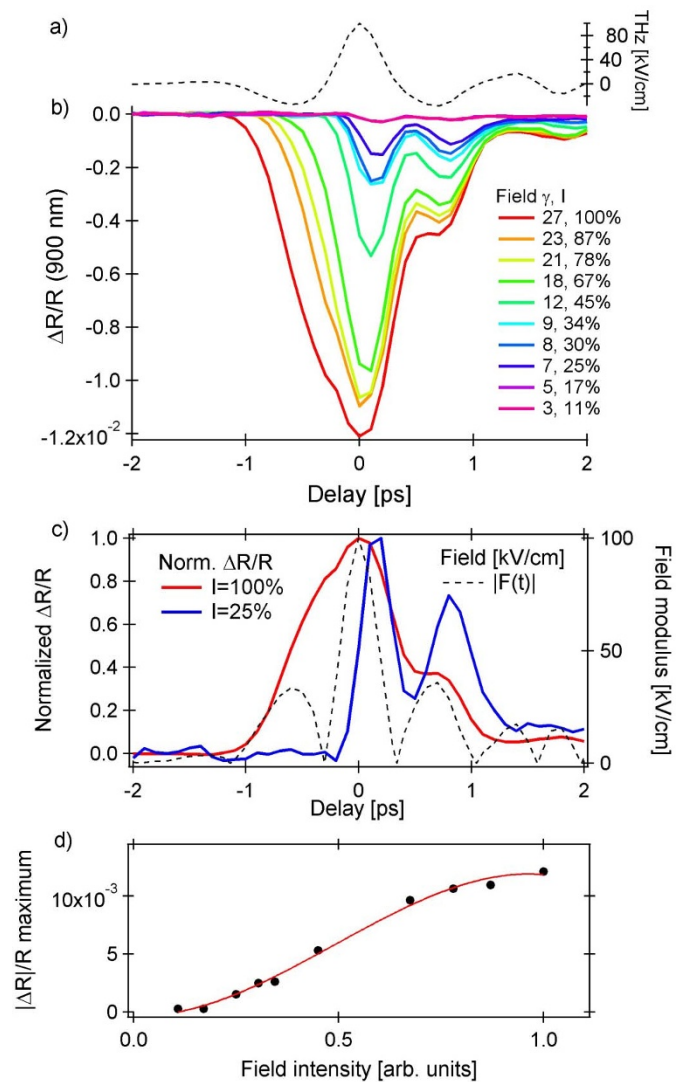 a)
THz [kV/cm]
80
40
0
b)
0.0
-0.2
-0.4
-0.6
-0.8
-1.0
-1.2x10-2
ΔR/R (900 nm)
Field γ, I
27, 100%
23, 87%
21, 78%
18, 67%
12, 45%
9, 34%
8, 30%
7, 25%
5, 17%
3, 11%
-2 -1 0 1 2
Delay [ps]
c)
1.0
0.8
0.6
0.4
0.2
0.0
Normalized ΔR/R
Norm. ΔR/R
I=100%
I=25%
Field [kV/cm]
|F(t)|
100
50
0
Field modulus [kV/cm]
-2 -1 0 1 2
Delay [ps]
d)
|ΔR|/R maximum
10x10-3
5
0
0.0 0.5 1.0
Field intensity [arb. units]